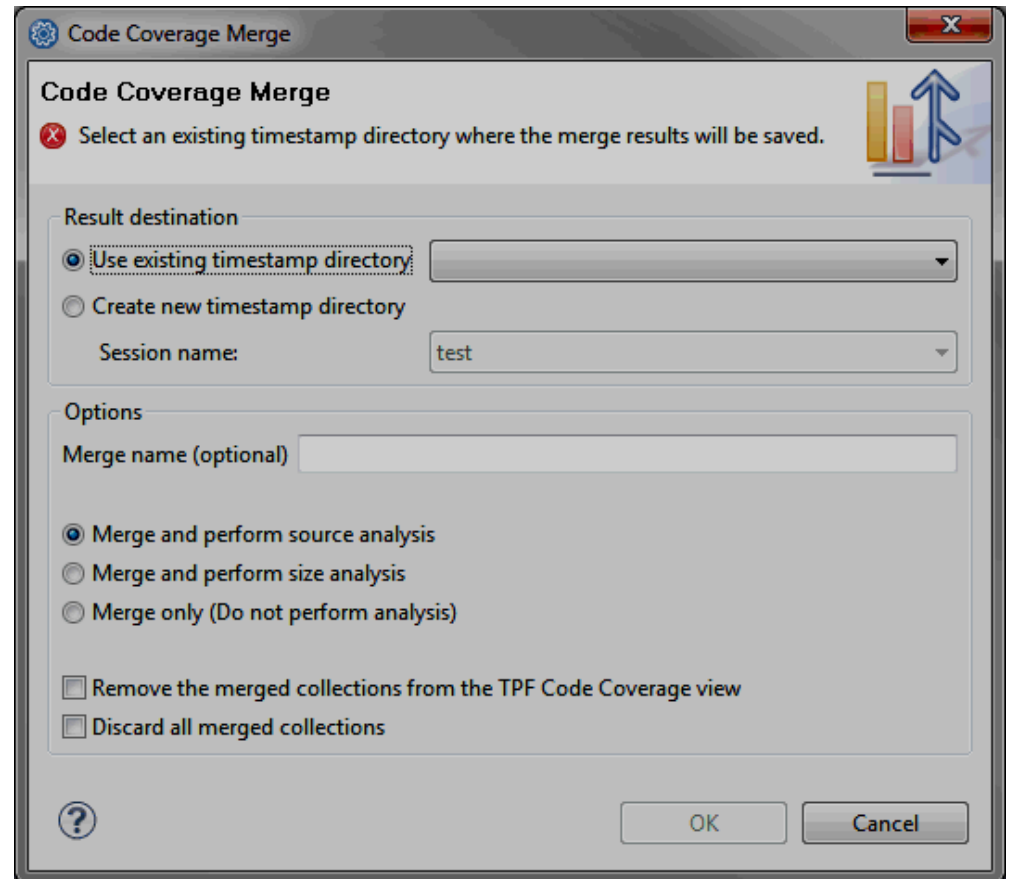 Code Coverage Merge
Code Coverage Merge
Select an existing timestamp directory where the merge results will be saved.
Result destination
Use existing timestamp directory
Create new timestamp directory
Session name: test
Options
Merge name (optional)
Merge and perform source analysis
Merge and perform size analysis
Merge only (Do not perform analysis)
Remove the merged collections from the TPF Code Coverage view
Discard all merged collections
OK Cancel